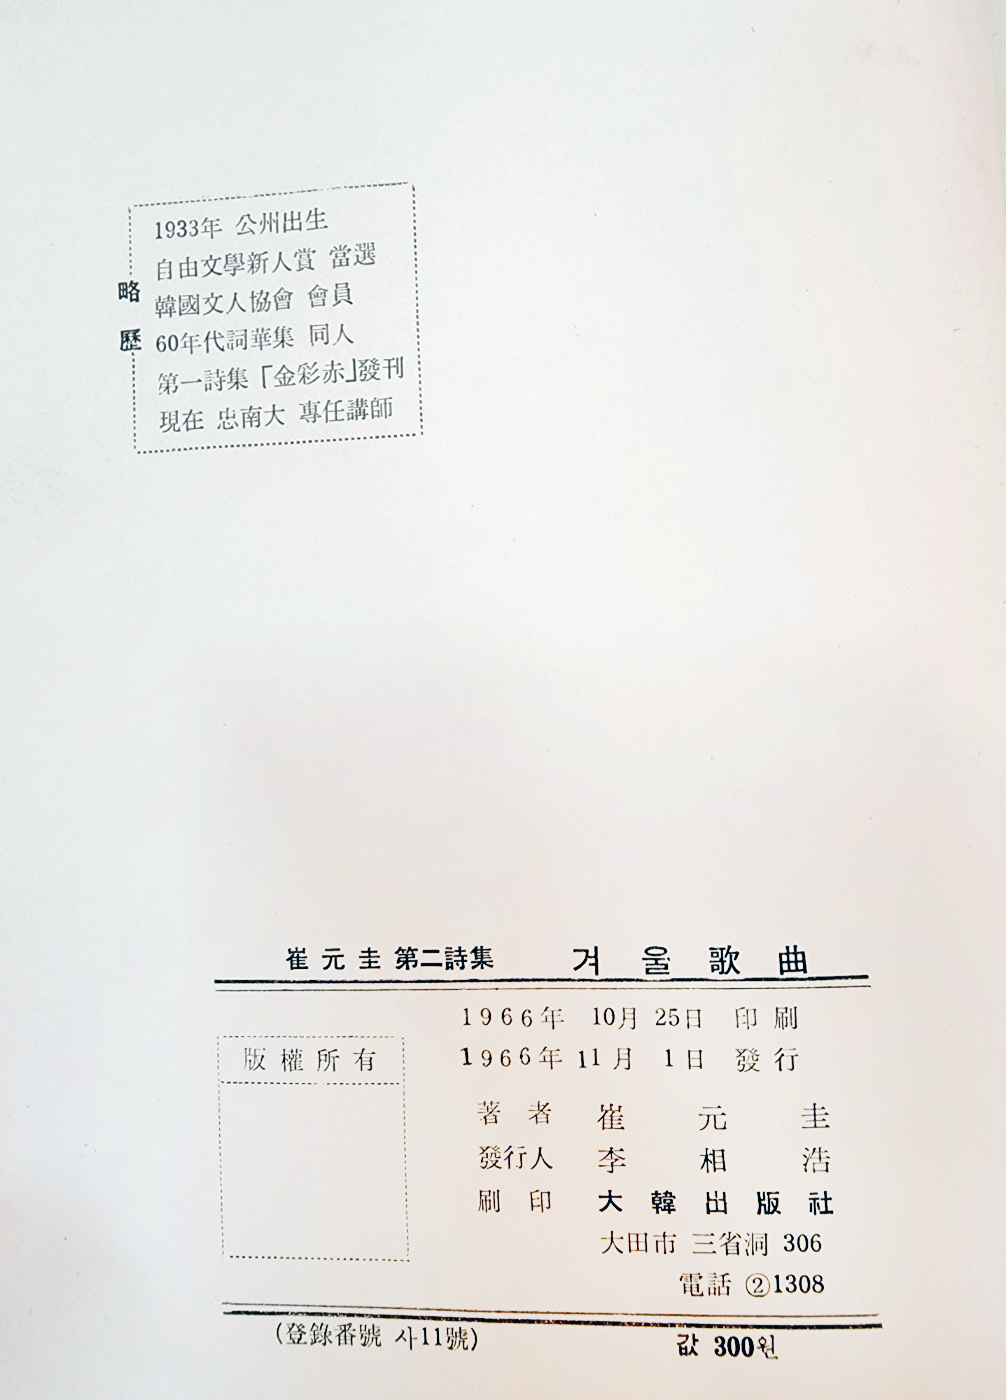 略歷
1933年 公州出生
自由文學新人賞 當選
韓國文人協會 會員
60年代詞華集 同人
第一詩集「金彩赤」發刊
現在 忠南大 專任講師
崔元圭 第二詩集 겨울歌曲
1966年 10月 25日 印刷
1966年 11月 1日 發行
版權所有
著者 崔元圭
發行人 李相浩
刷印 大韓出版社
大田市 三省洞 306
電話 ②1308
(登錄番號 사11號)
값 300원